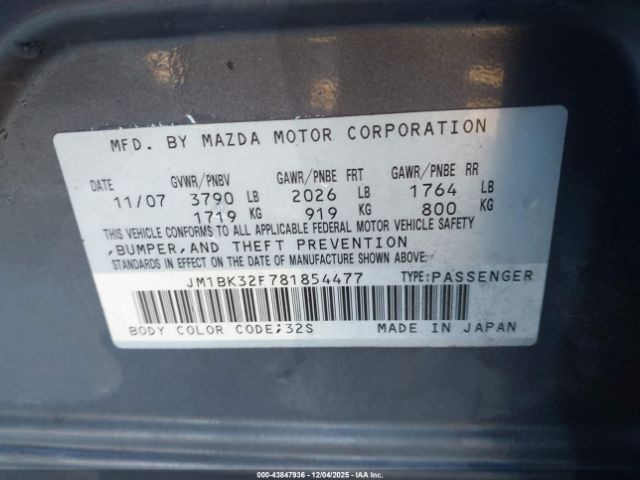 MFD. BY MAZDA MOTOR CORPORATION
DATE GVWR/PNBV GAWR/PNBE FRT GAWR/PNBE RR
11/07 3790 LB 2026 LB 1764 LB
1719 KG 919 KG 800 KG
THIS VEHICLE CONFORMS TO ALL APPLICABLE FEDERAL MOTOR VEHICLE SAFETY
,BUMPER,AND THEFT PREVENTION
STANDARDS IN EFFECT ON THE DATE OF MANUFACTURE SHOWN ABOVE.
JM1BK32F781854477 TYPE:PASSENGER
BODY COLOR CODE;32S MADE IN JAPAN
000-43847936 - 12/04/2025 - IAA Inc.